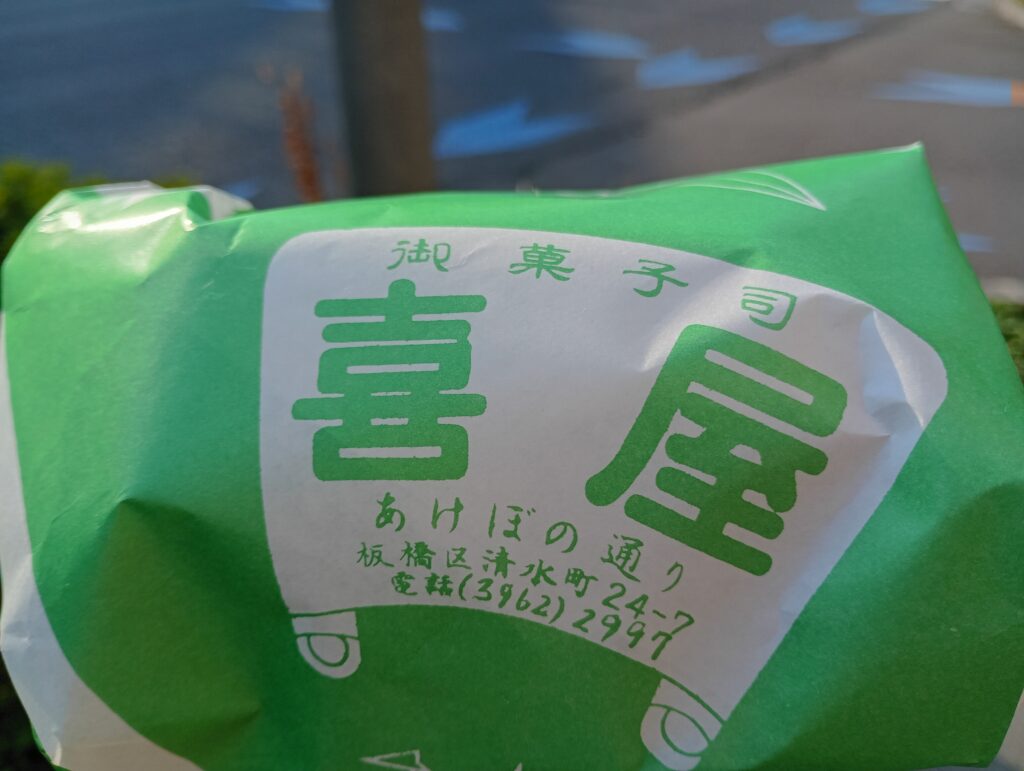 御菓子司
喜屋
あけぼの通り
板橋区清水町24-7
電話(3962)2997